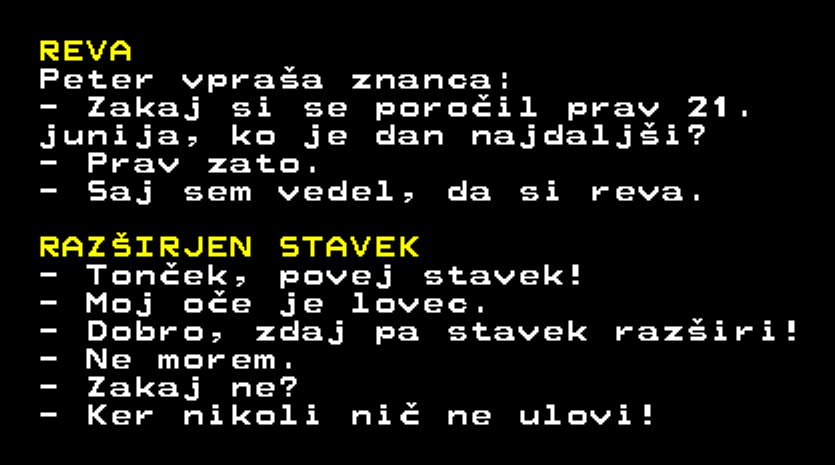 REVA
Peter vpraša znanca:
- Zakaj si se poročil prav 21.
junija, ko je dan najdaljši?
- Prav zato.
- Saj sem vedel, da si reva.
RAZŠIRJEN STAVEK
- Tonček, povej stavek!
- Moj oče je lovec.
- Dobro, zdaj pa stavek razširi!
- Ne morem.
- Zakaj ne?
- Ker nikoli nič ne ulovi!